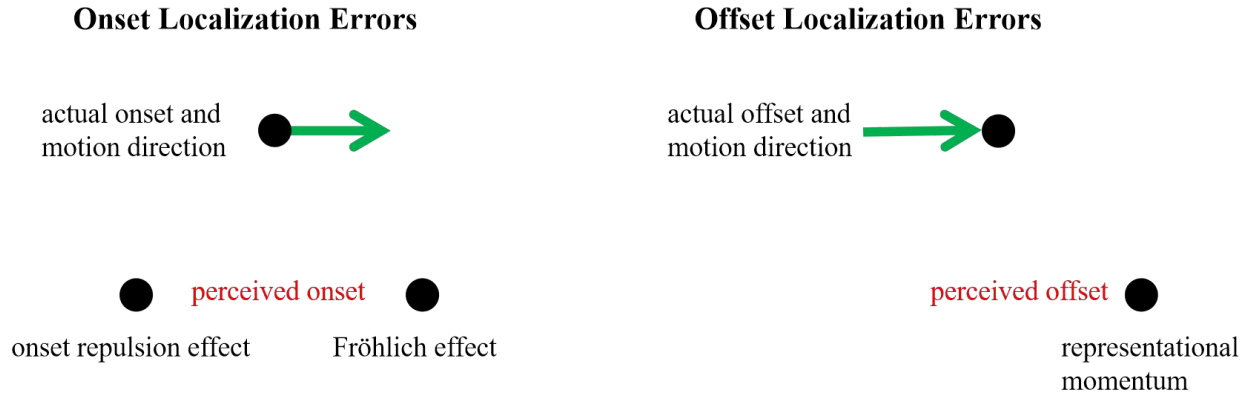 Onset Localization Errors
actual onset and
motion direction
perceived onset
onset repulsion effect
Fröhlich effect
Offset Localization Errors
actual offset and
motion direction
perceived offset
representational
momentum